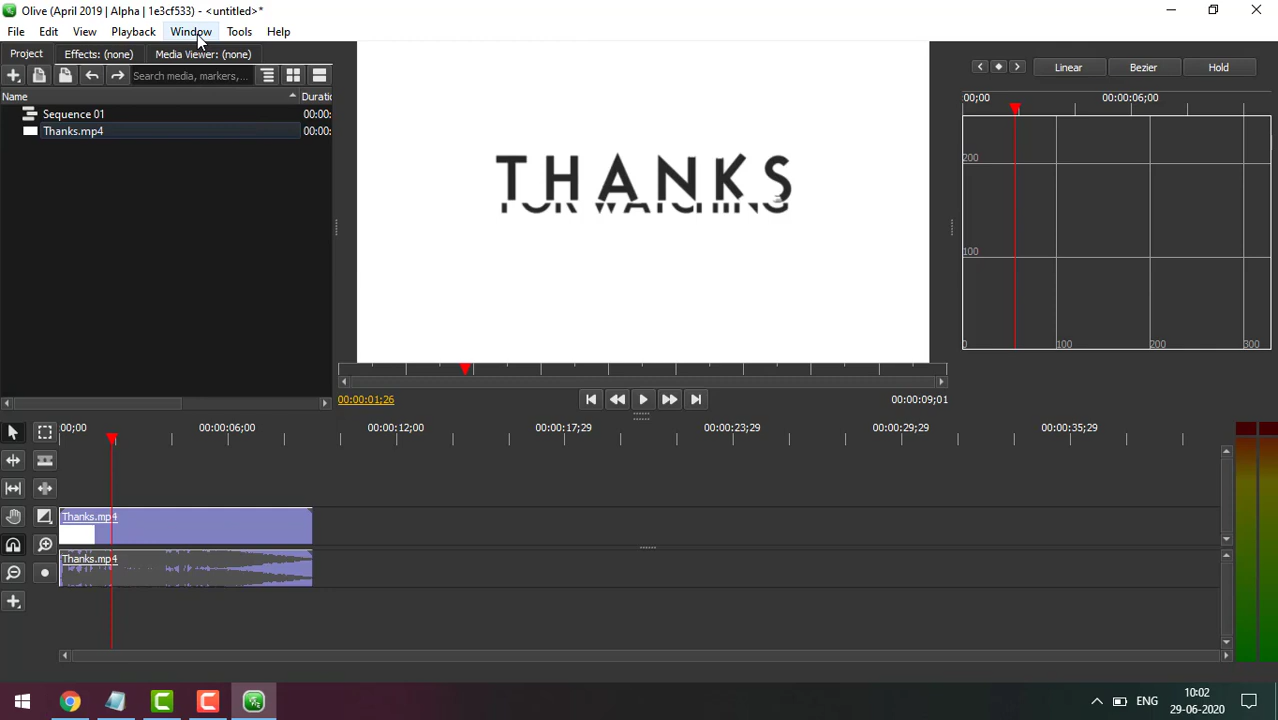 Olive (April 2019 | Alpha | 1e3cf533) - <untitled>*
File Edit View Playback Window Tools Help
Project Effects: (none) Media Viewer: (none)
Search media, markers,...
Linear Bezier Hold
Name Duratio
Sequence 01 00:00:
Thanks.mp4 00:00:
THANKS
FOR WATCHING
00;00 00:00:06;00
200
100
0 100 200 300
00:00:01;26 00:00:09;01
:00;00 00:00:06;00 00:00:12;00 00:00:17;29 00:00:23;29 00:00:29;29 00:00:35;29
Thanks.mp4
Thanks.mp4
ENG 10:02
29-06-2020